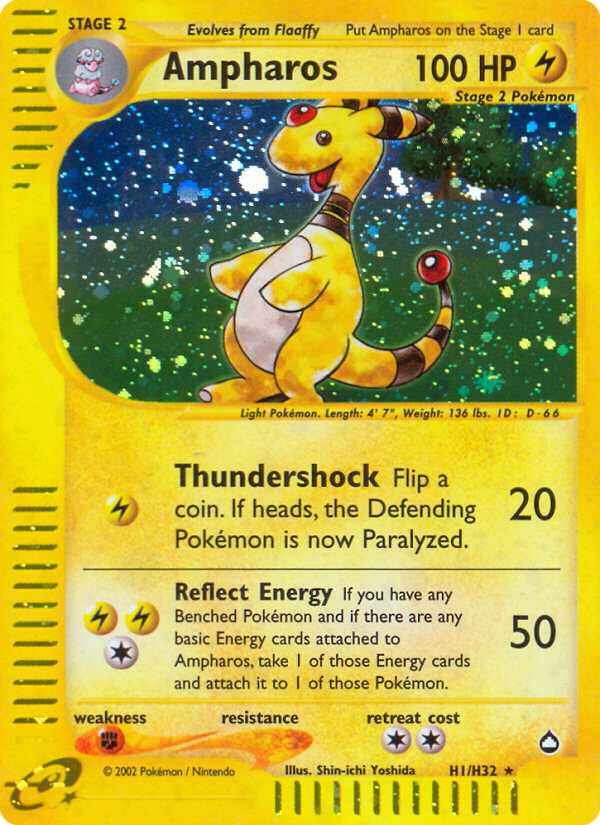 STAGE 2
Evolves from Flaaffy Put Ampharos on the Stage 1 card
Ampharos 100 HP
Stage 2 Pokémon
Light Pokémon. Length: 4' 7", Weight: 136 lbs. ID: D-66
Thundershock Flip a
coin. If heads, the Defending
Pokémon is now Paralyzed.
20
Reflect Energy If you have any
Benched Pokémon and if there are any
basic Energy cards attached to
Ampharos, take 1 of those Energy cards
and attach it to 1 of those Pokémon.
50
weakness resistance retreat cost
© 2002 Pokémon / Nintendo Illus. Shin-ichi Yoshida H1/H32 ★
e